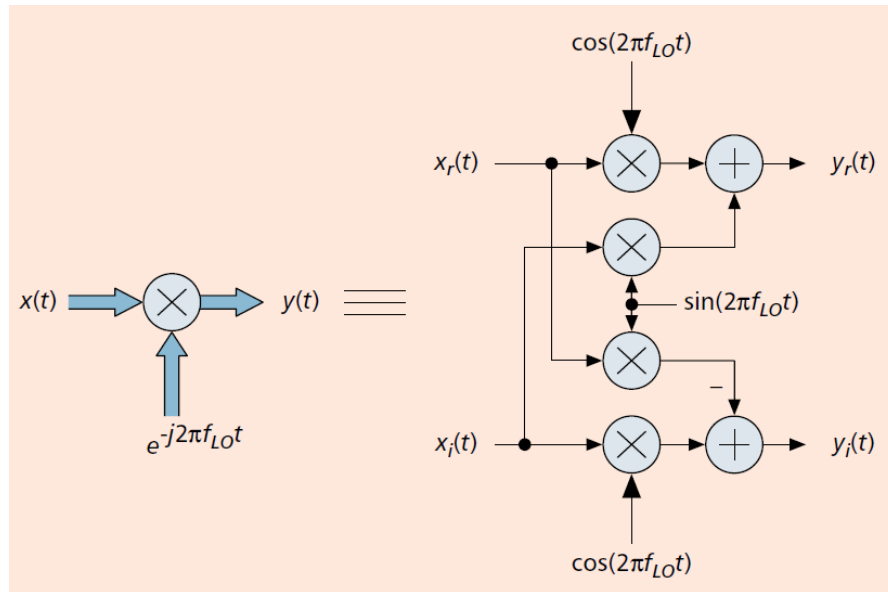 cos(2πf_LO t)
x_r(t) y_r(t)
x(t) y(t) sin(2πf_LO t)
e^-j2πf_LO t
–
x_i(t) y_i(t)
cos(2πf_LO t)